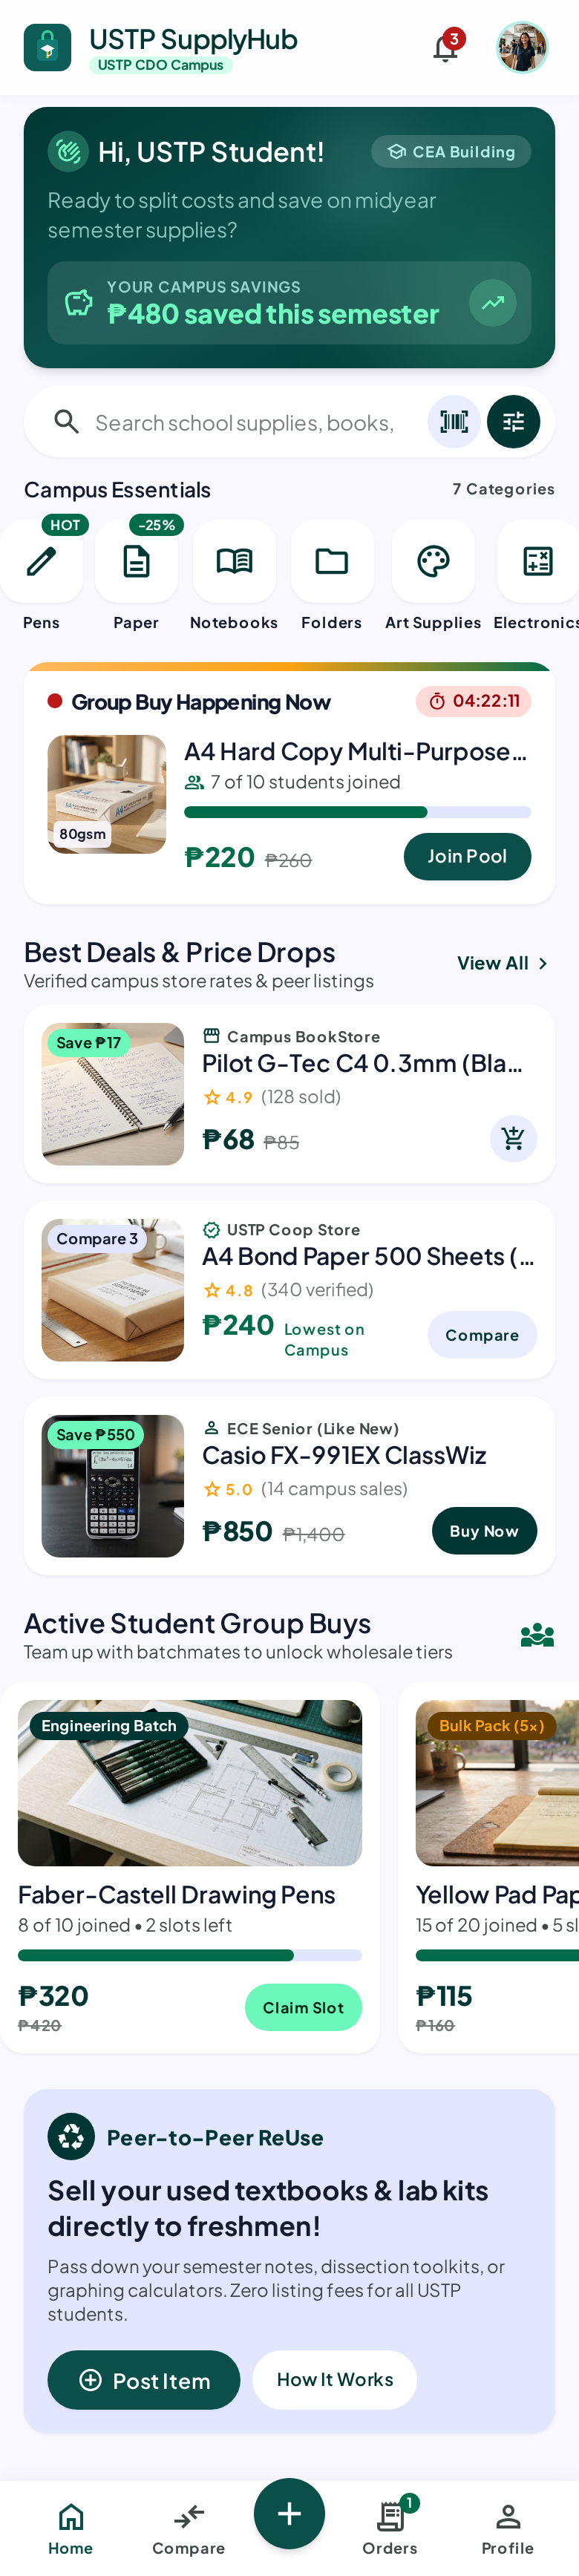 USTP SupplyHub
USTP CDO Campus
3
Hi, USTP Student!
CEA Building
Ready to split costs and save on midyear
semester supplies?
YOUR CAMPUS SAVINGS
₱480 saved this semester
Search school supplies, books,
Campus Essentials
7 Categories
HOT
-25%
Pens
Paper
Notebooks
Folders
Art Supplies
Electronics
Group Buy Happening Now
04:22:11
A4 Hard Copy Multi-Purpose...
7 of 10 students joined
80gsm
₱220 ₱260
Join Pool
Best Deals & Price Drops
Verified campus store rates & peer listings
View All
Save ₱17
Campus BookStore
Pilot G-Tec C4 0.3mm (Bla...
4.9 (128 sold)
₱68 ₱85
Compare 3
USTP Coop Store
A4 Bond Paper 500 Sheets (...
4.8 (340 verified)
₱240 Lowest on
Campus
Compare
Save ₱550
ECE Senior (Like New)
Casio FX-991EX ClassWiz
5.0 (14 campus sales)
₱850 ₱1,400
Buy Now
Active Student Group Buys
Team up with batchmates to unlock wholesale tiers
Engineering Batch
Faber-Castell Drawing Pens
8 of 10 joined • 2 slots left
₱320
₱420
Claim Slot
Bulk Pack (5×)
Yellow Pad Pap
15 of 20 joined • 5 sl
₱115
₱160
Peer-to-Peer ReUse
Sell your used textbooks & lab kits
directly to freshmen!
Pass down your semester notes, dissection toolkits, or
graphing calculators. Zero listing fees for all USTP
students.
Post Item
How It Works
Home
Compare
1
Orders
Profile